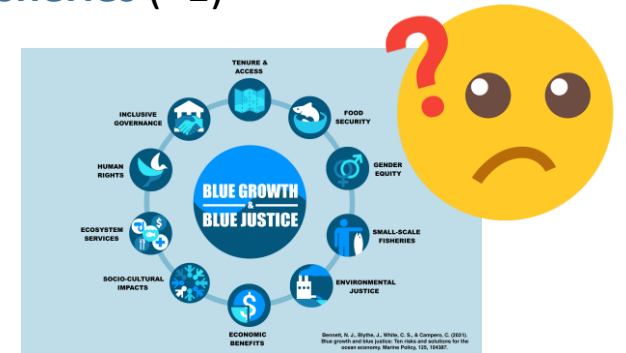 TENURE &
ACCESS
FOOD
SECURITY
GENDER
EQUITY
SMALL-SCALE
FISHERIES
ENVIRONMENTAL
JUSTICE
ECONOMIC
BENEFITS
SOCIO-CULTURAL
IMPACTS
ECOSYSTEM
SERVICES
HUMAN
RIGHTS
INCLUSIVE
GOVERNANCE
BLUE GROWTH
&
BLUE JUSTICE
Bennett, N. J., Blythe, J., White, C. S., & Campero, C. (2021).
Blue growth and blue justice: Ten risks and solutions for the
ocean economy. Marine Policy, 125, 104387.
?